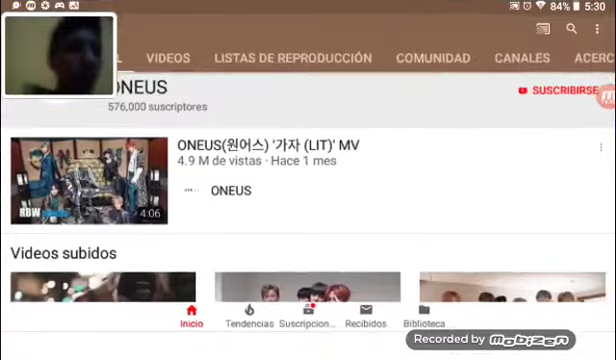 84% 5:30
L VIDEOS LISTAS DE REPRODUCCIÓN COMUNIDAD CANALES ACERC
ONEUS
576,000 suscriptores
SUSCRIBIRSE
ONEUS(원어스) '가자 (LIT)' MV
4.9 M de vistas · Hace 1 mes
ONEUS
RBW
4:06
Videos subidos
Inicio Tendencias Suscripcion... Recibidos Biblioteca
Recorded by Mobizen